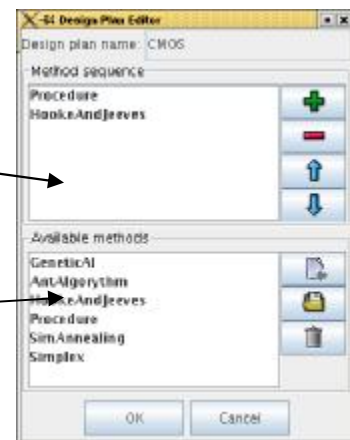 Design Plan Editor
Design plan name: CMOS
Method sequence
Procedure
HookeAndJeeves
Available methods
GeneticAl
AntAlgorythm
HookeAndJeeves
Procedure
SimAnnealing
Simplex
OK
Cancel